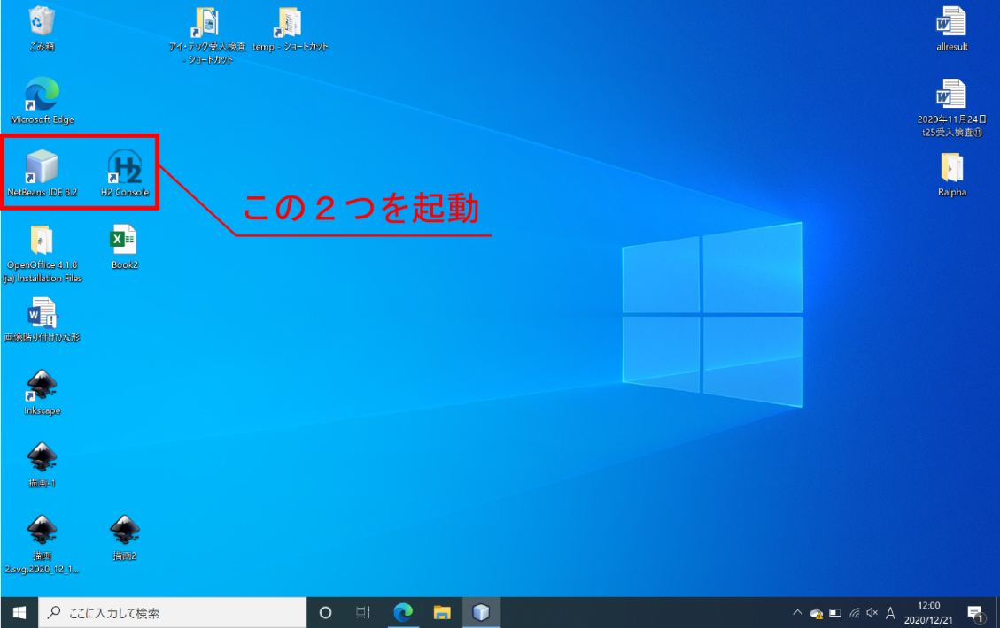 ごみ箱
アイ・テック受入検査
- ショートカット
temp - ショートカット
allresult
Microsoft Edge
2020年11月24日
t25受入検査⑪
NetBeans IDE 8.2
H2
H2 Console
この２つを起動
Ralpha
OpenOffice 4.1.8
(ja) Installation Files
Book2
画像貼り付けひな形
Inkscape
描画-1
描画
2.svg.2020_12_1...
描画2
ここに入力して検索
A
12:00
2020/12/21
1